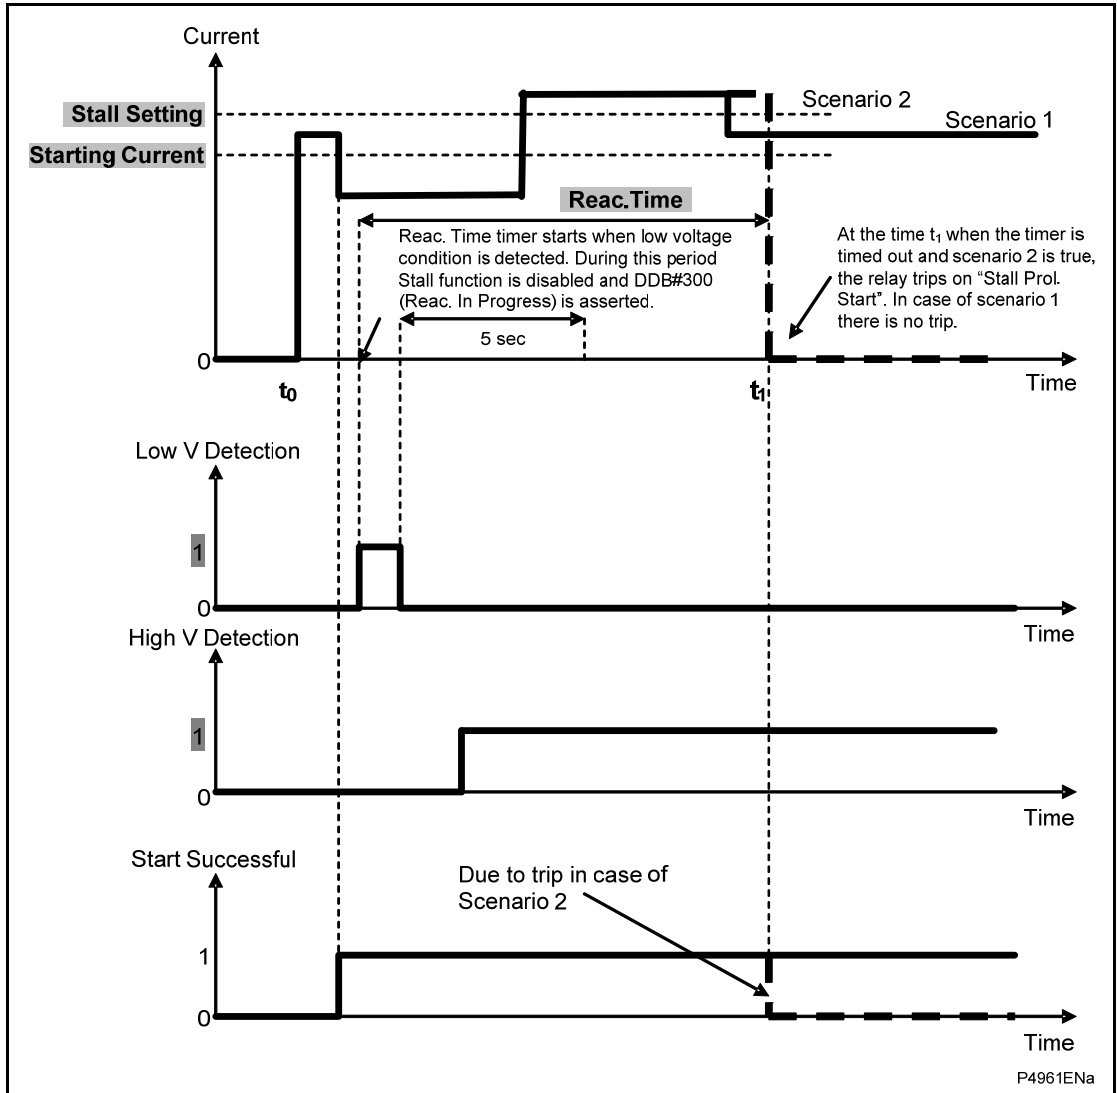 Current
Stall Setting
Scenario 2
Scenario 1
Starting Current
Reac.Time
Reac. Time timer starts when low voltage
condition is detected. During this period
Stall function is disabled and DDB#300
(Reac. In Progress) is asserted.
At the time t1 when the timer is
timed out and scenario 2 is true,
the relay trips on “Stall Prol.
Start”. In case of scenario 1
there is no trip.
5 sec
0
t0
t1
Time
Low V Detection
1
0
Time
High V Detection
1
0
Time
Start Successful
Due to trip in case of
Scenario 2
1
0
Time
P4961ENa